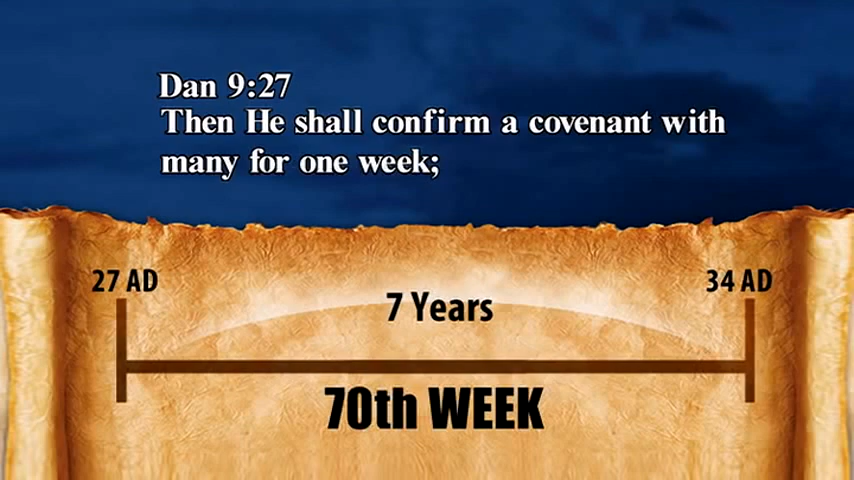 Dan 9:27
Then He shall confirm a covenant with
many for one week;
27 AD
34 AD
7 Years
70th WEEK